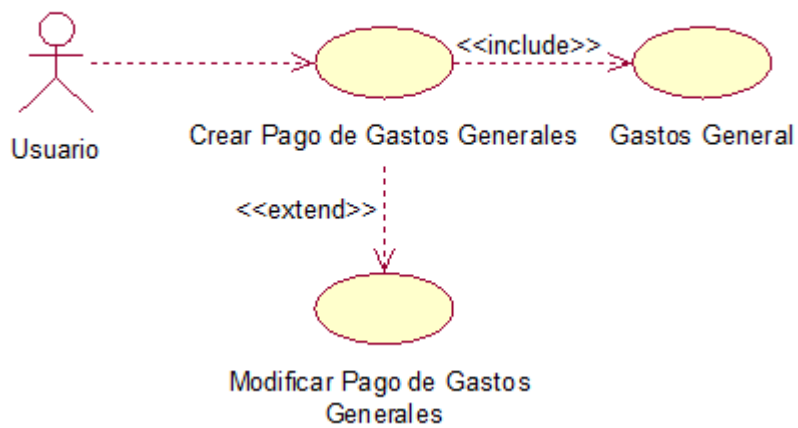 <<include>>
Usuario
Crear Pago de Gastos Generales
Gastos General
<<extend>>
Modificar Pago de Gastos
Generales